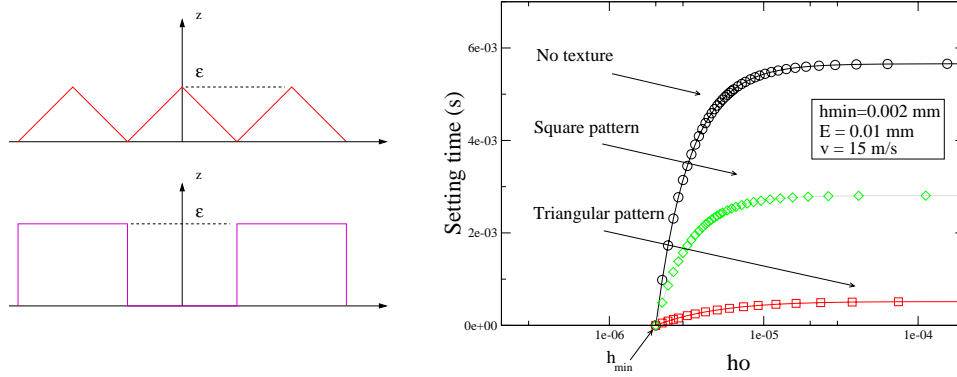 z
ε
z
ε
Setting time (s)
6e-03
4e-03
2e-03
0e+00
No texture
Square pattern
Triangular pattern
hmin=0.002 mm
E = 0.01 mm
v = 15 m/s
1e-06
1e-05
1e-04
h_min
ho